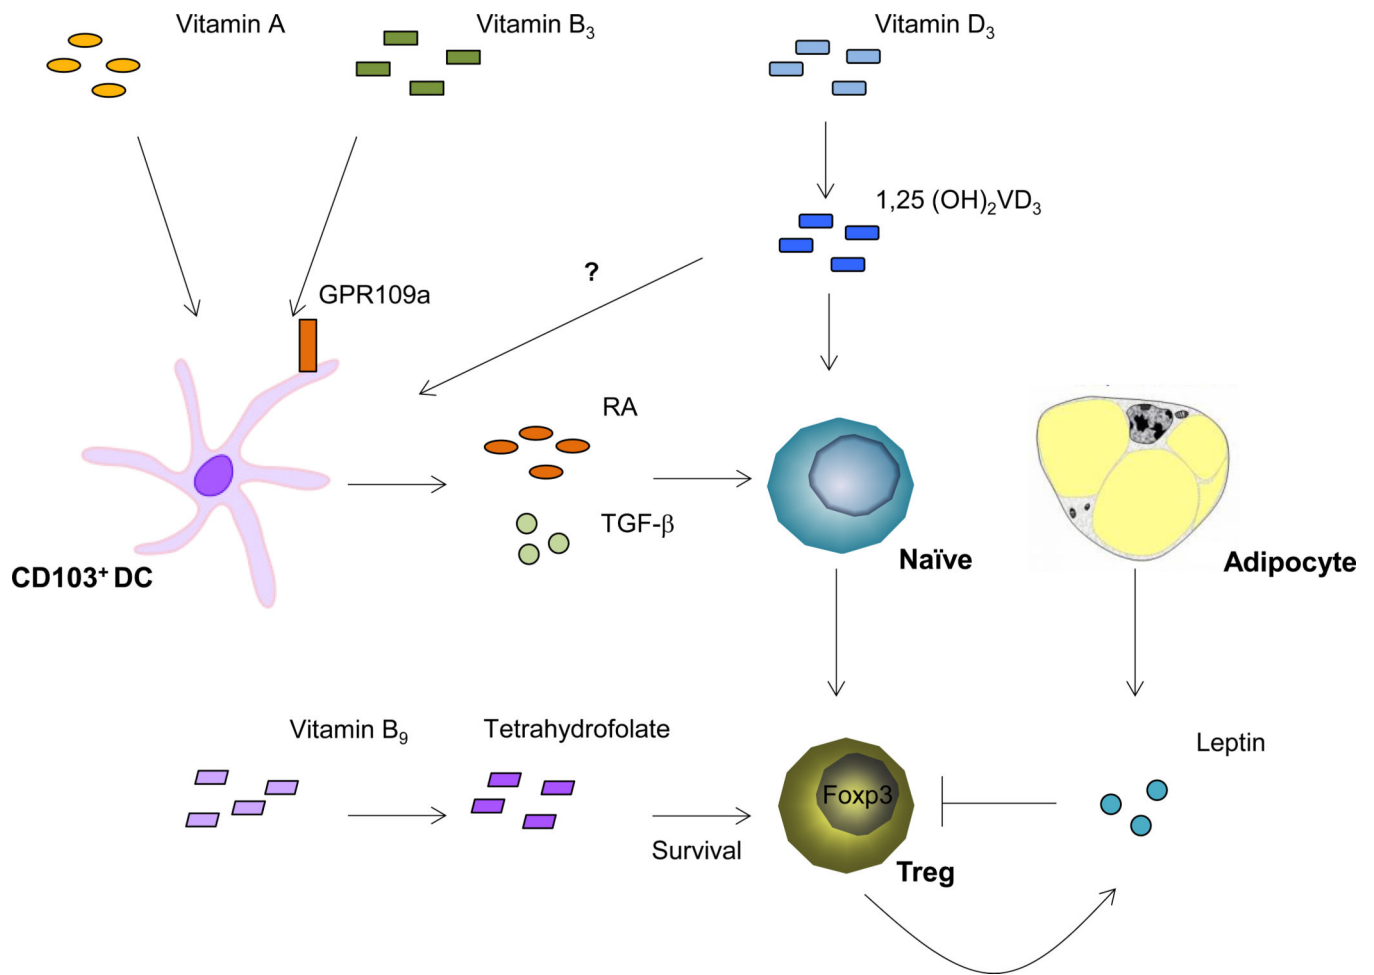 Vitamin A
Vitamin B3
Vitamin D3
1,25 (OH)2VD3
?
GPR109a
RA
TGF-β
CD103+ DC
Naïve
Adipocyte
Vitamin B9
Tetrahydrofolate
Leptin
Foxp3
Survival
Treg